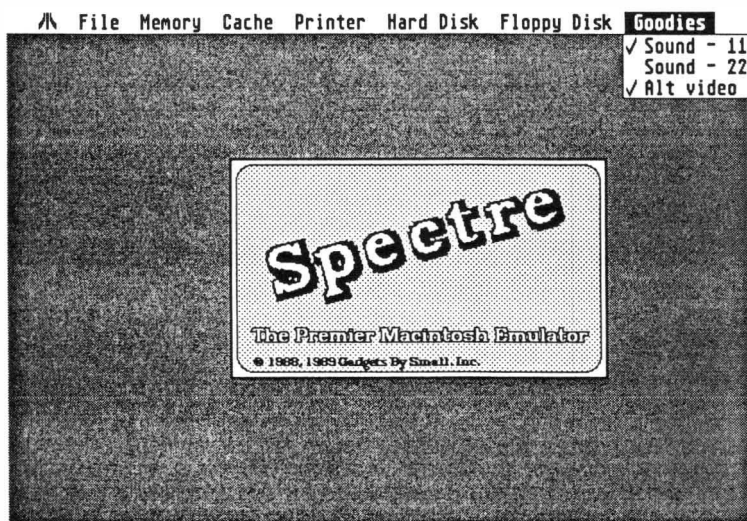 File Memory Cache Printer Hard Disk Floppy Disk Goodies
✓ Sound - 11
Sound - 22
✓ Alt video
Spectre
The Premier Macintosh Emulator
© 1988, 1989 Gadgets By Small, Inc.